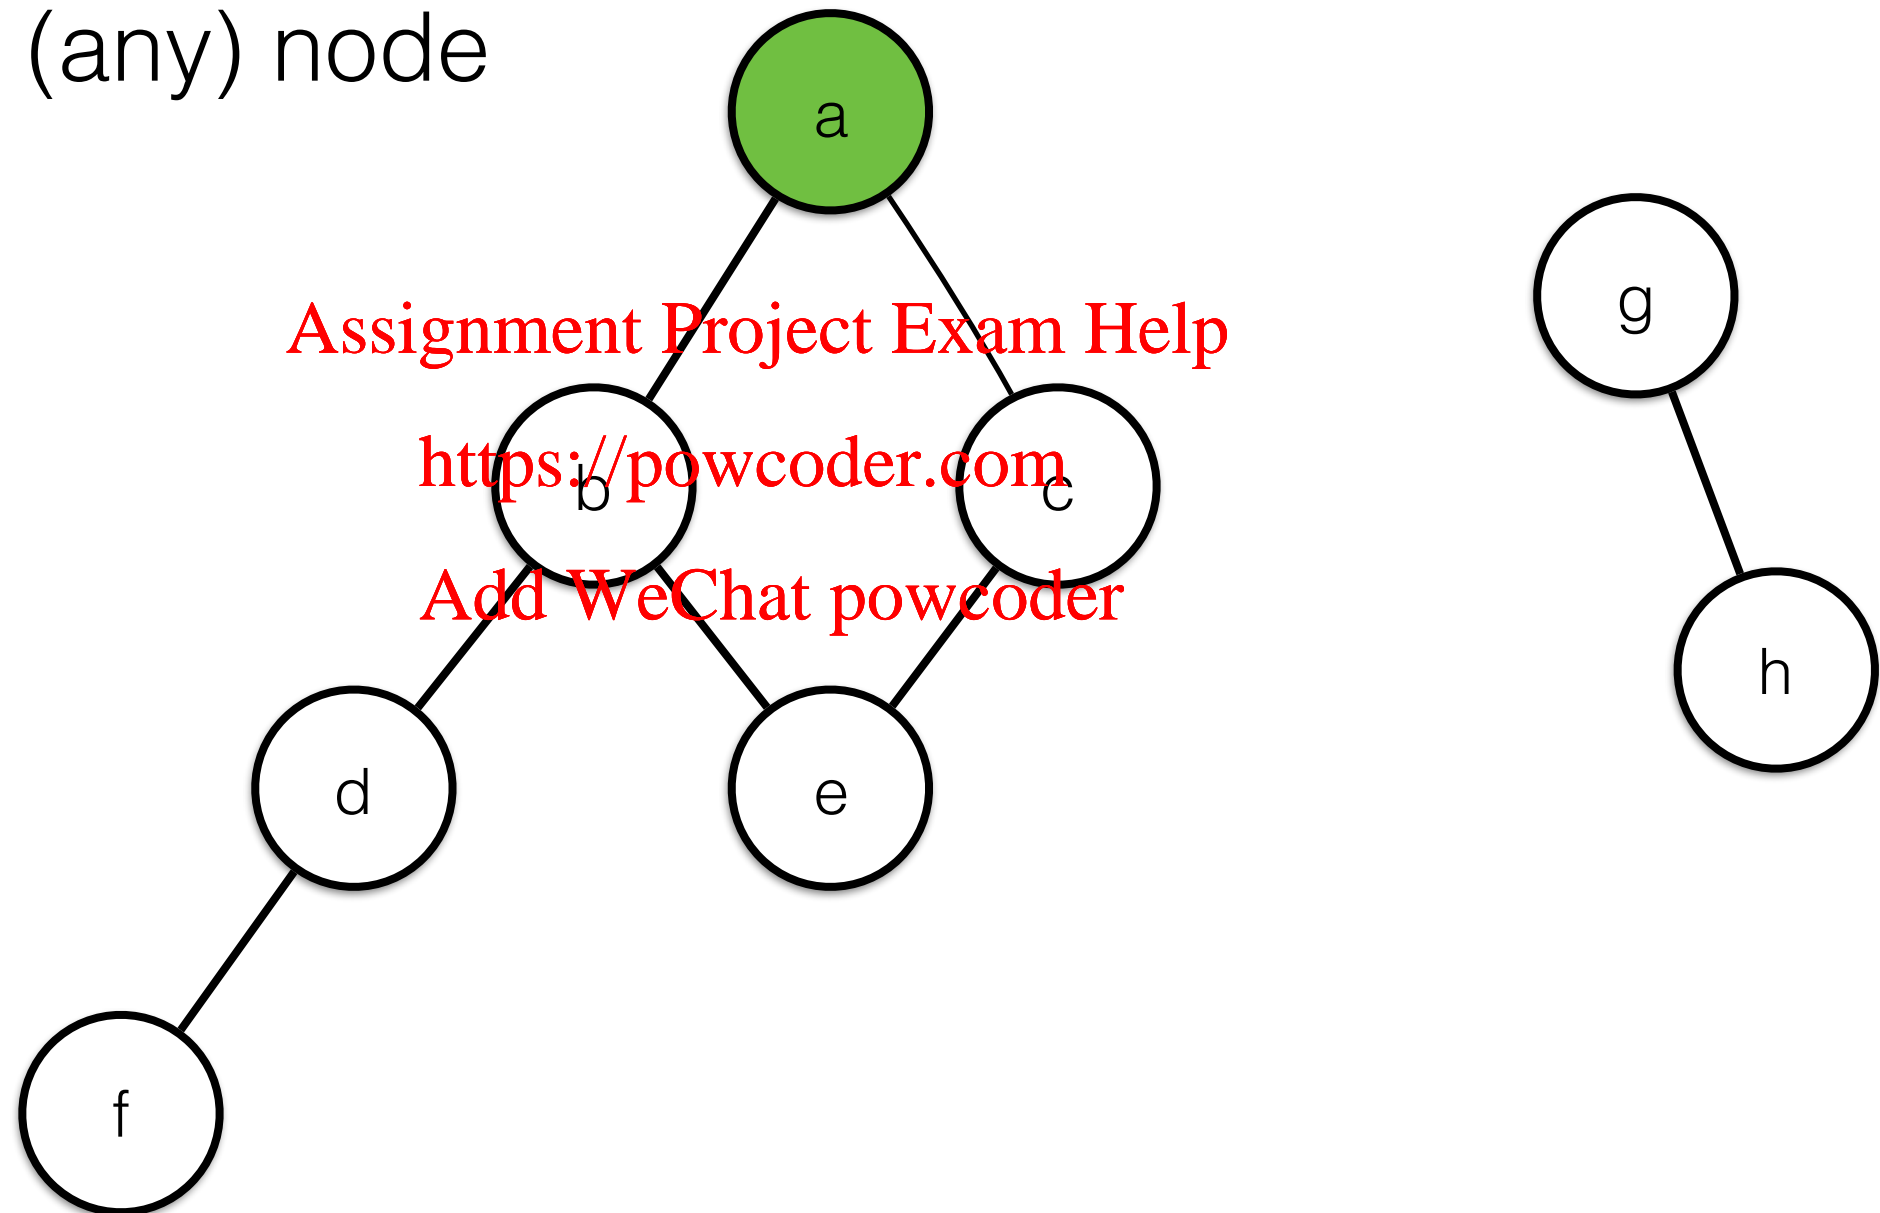 (any) node
a
g
Assignment Project Exam Help
https://powcoder.com
b
c
Add WeChat powcoder
h
d
e
f